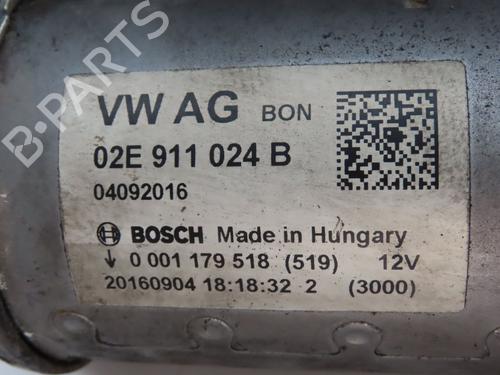 B-PARTS
VW AG BON
02E 911 024 B
04092016
BOSCH Made in Hungary
↓ 0 001 179 518 (519) 12V
20160904 18:18:32 2 (3000)